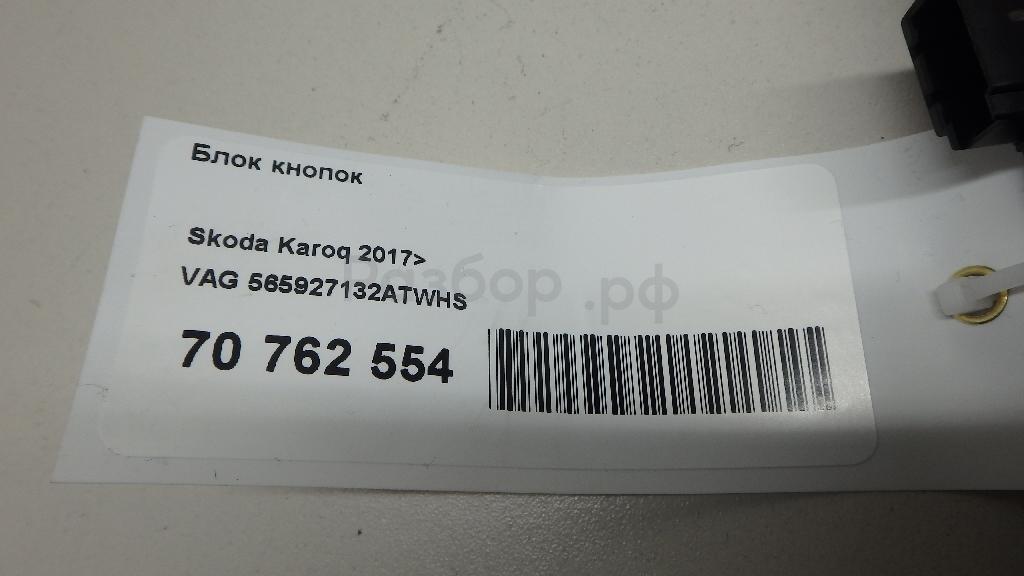 Блок кнопок
Skoda Karoq 2017>
VAG 565927132ATWHS
Разбор.рф
70 762 554